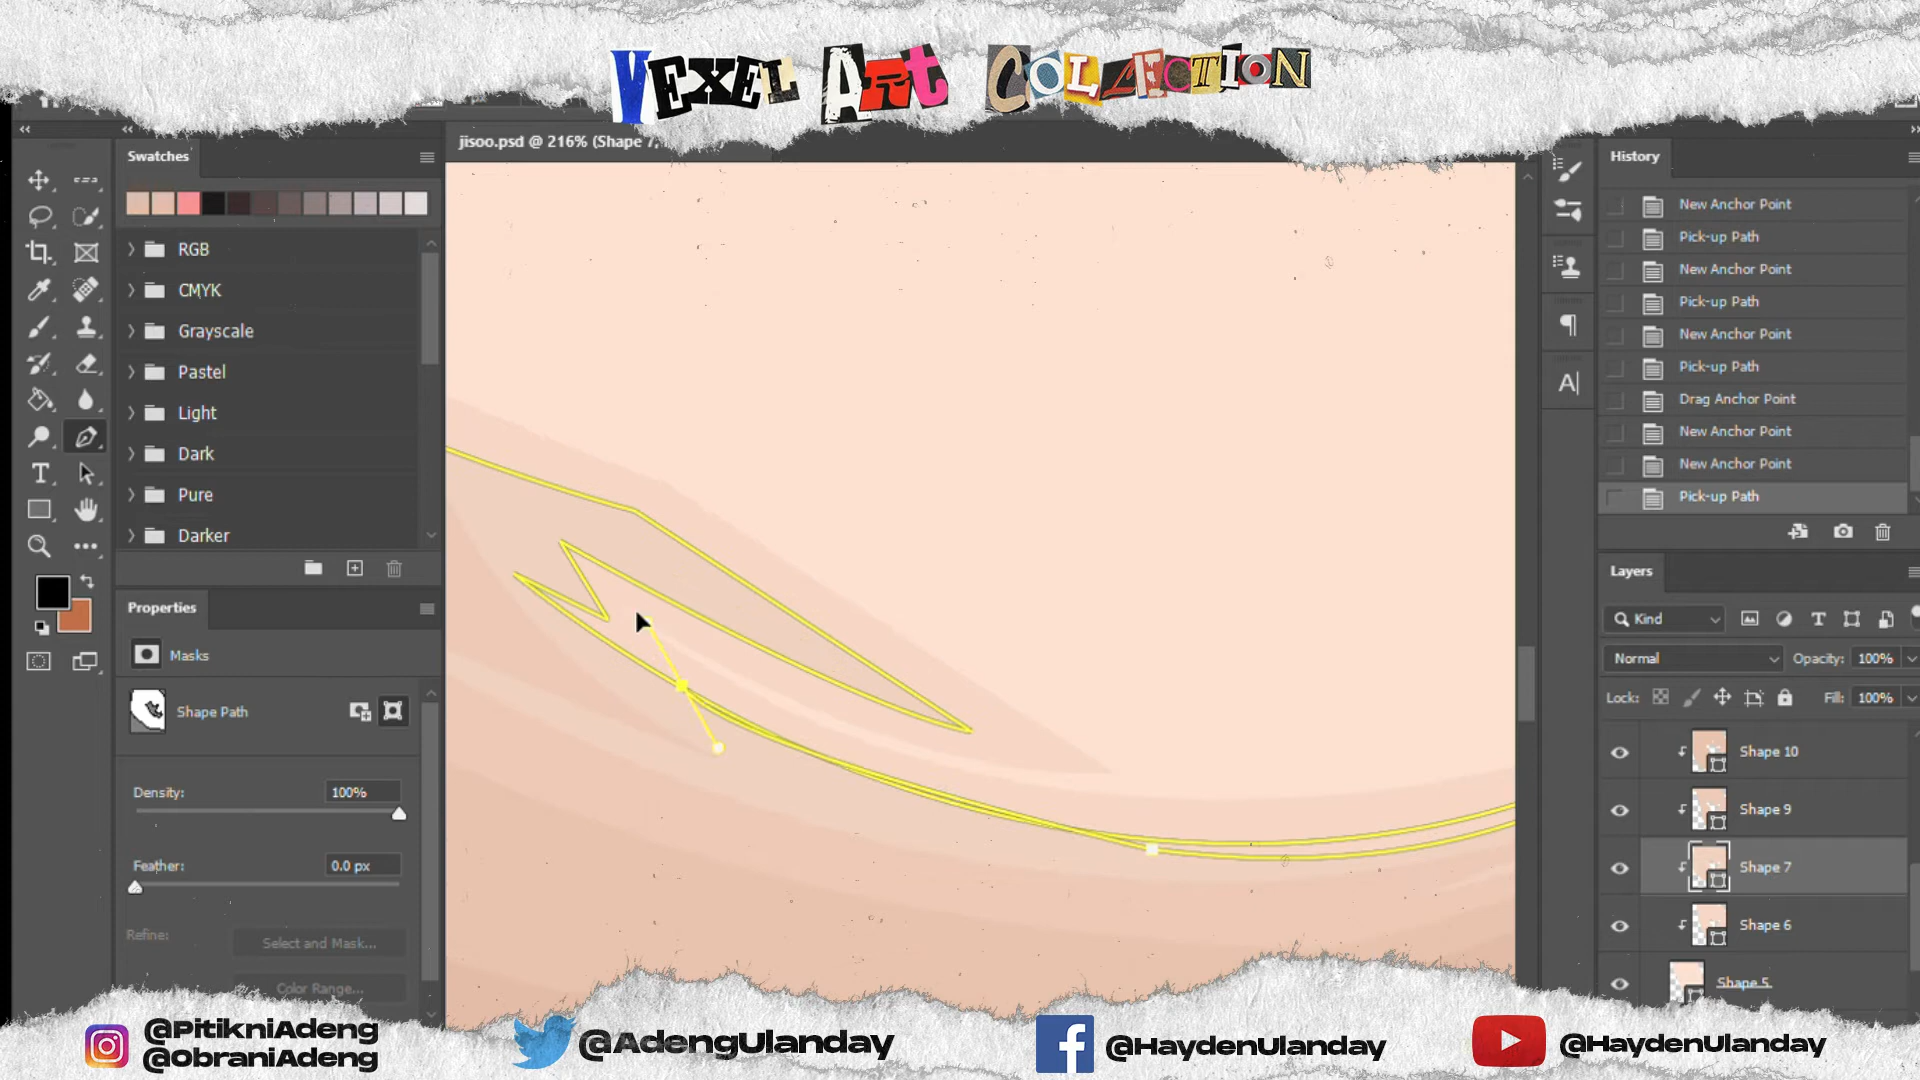 VEXEL ART COLLECTION
jisoo.psd @ 216% (Shape 7,
Swatches
RGB
CMYK
Grayscale
Pastel
Light
Dark
Pure
Darker
Properties
Masks
Shape Path
Density:
100%
Feather:
0.0 px
Refine:
Select and Mask...
Color Range...
History
New Anchor Point
Pick-up Path
New Anchor Point
Pick-up Path
New Anchor Point
Pick-up Path
Drag Anchor Point
New Anchor Point
New Anchor Point
Pick-up Path
Layers
Kind
Normal
Opacity: 100%
Lock:
Fill: 100%
Shape 10
Shape 9
Shape 7
Shape 6
Shape 5
@PitikniAdeng
@ObraniAdeng
@AdengUlanday
@HaydenUlanday
@HaydenUlanday